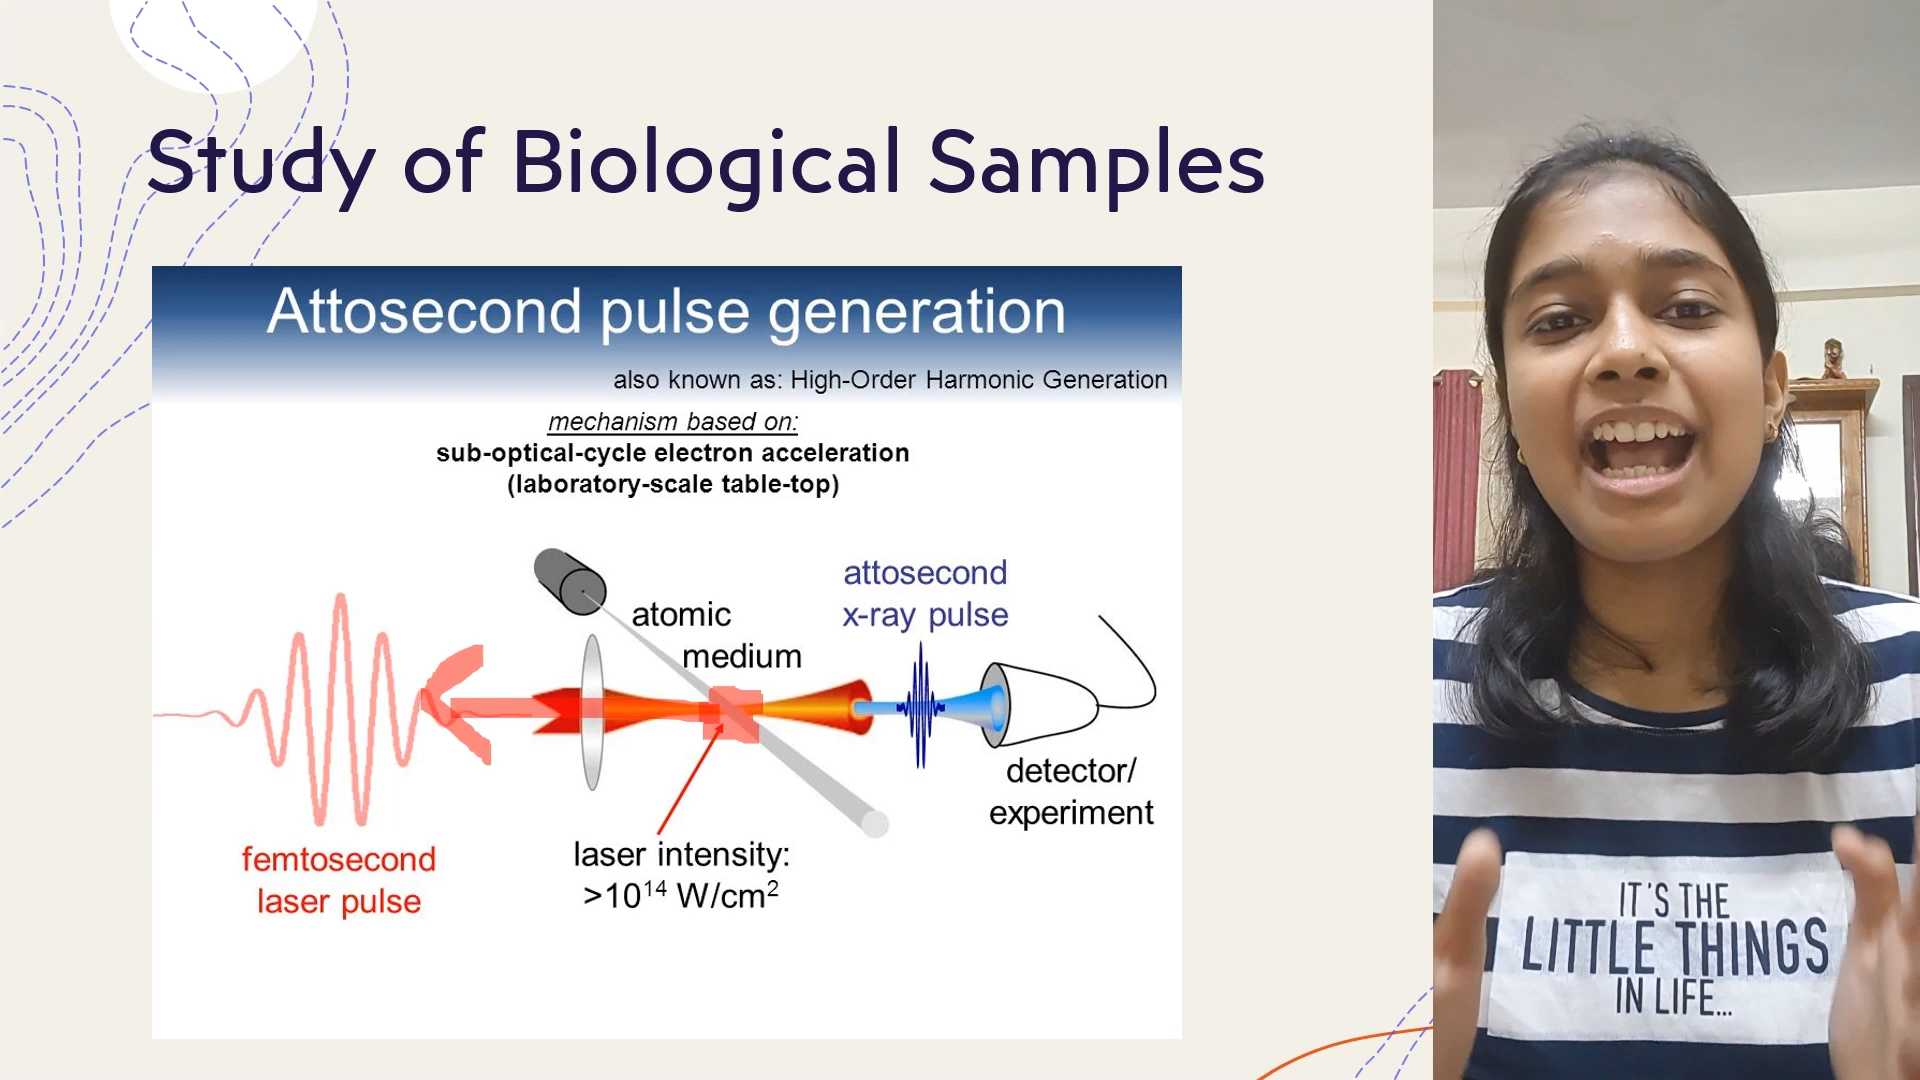 Study of Biological Samples
Attosecond pulse generation
also known as: High-Order Harmonic Generation
mechanism based on:
sub-optical-cycle electron acceleration
(laboratory-scale table-top)
attosecond
x-ray pulse
atomic
medium
detector/
experiment
femtosecond
laser pulse
laser intensity:
>10¹⁴ W/cm²
IT'S THE
LITTLE THINGS
IN LIFE...